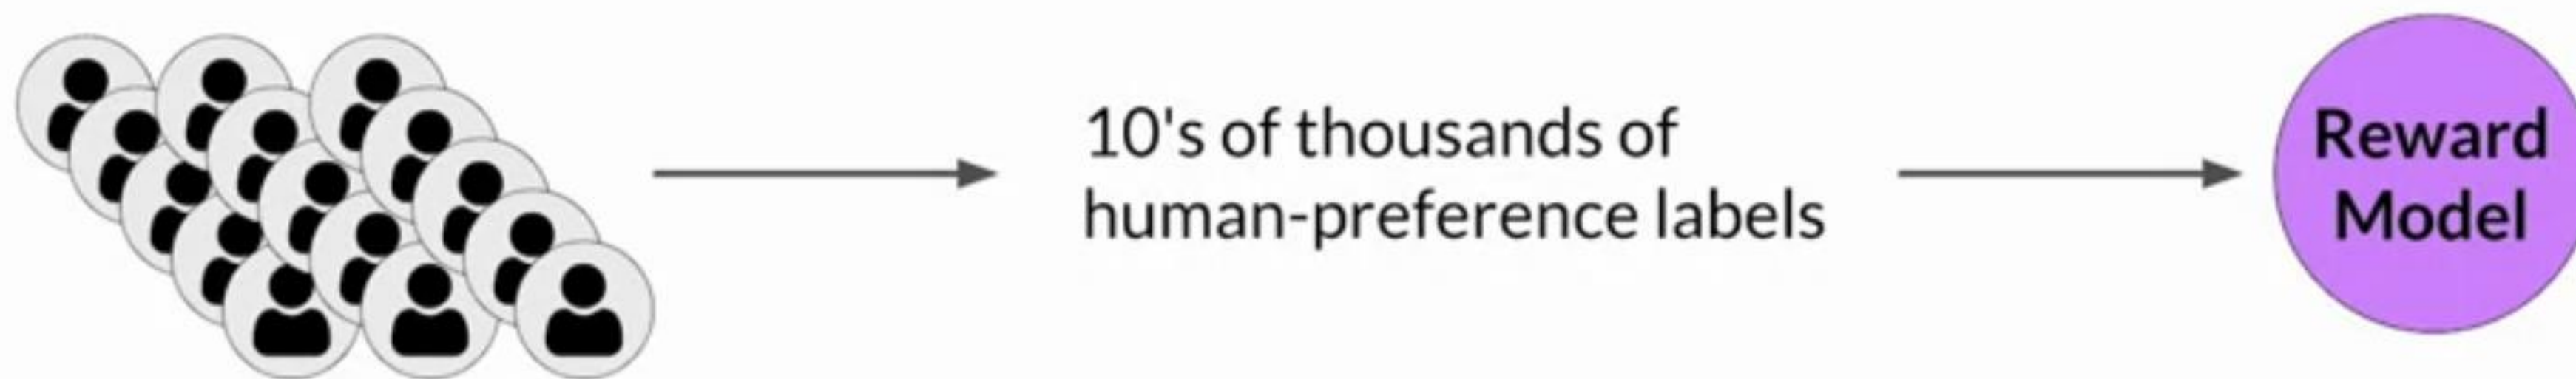 10's of thousands of
human-preference labels
Reward
Model